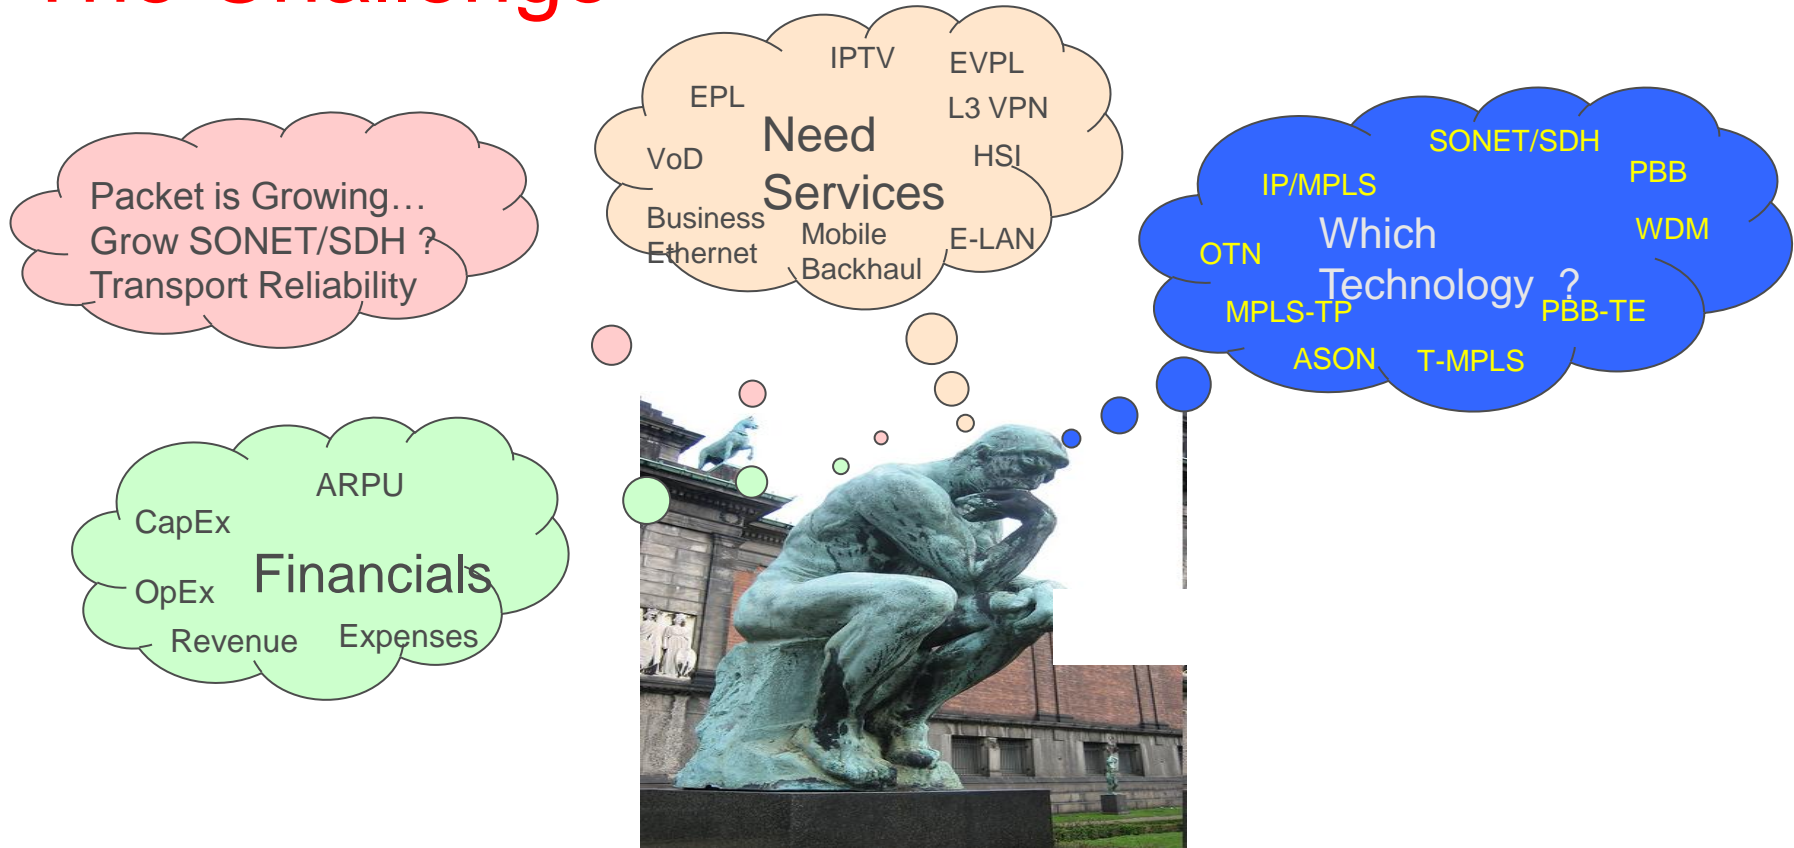 The Challenge
Packet is Growing…
Grow SONET/SDH ?
Transport Reliability
IPTV
EVPL
EPL
L3 VPN
Need
Services
VoD
HSI
Business
Ethernet
Mobile
Backhaul
E-LAN
SONET/SDH
PBB
IP/MPLS
WDM
Which
Technology ?
OTN
MPLS-TP
PBB-TE
ASON
T-MPLS
ARPU
CapEx
Financials
OpEx
Revenue
Expenses